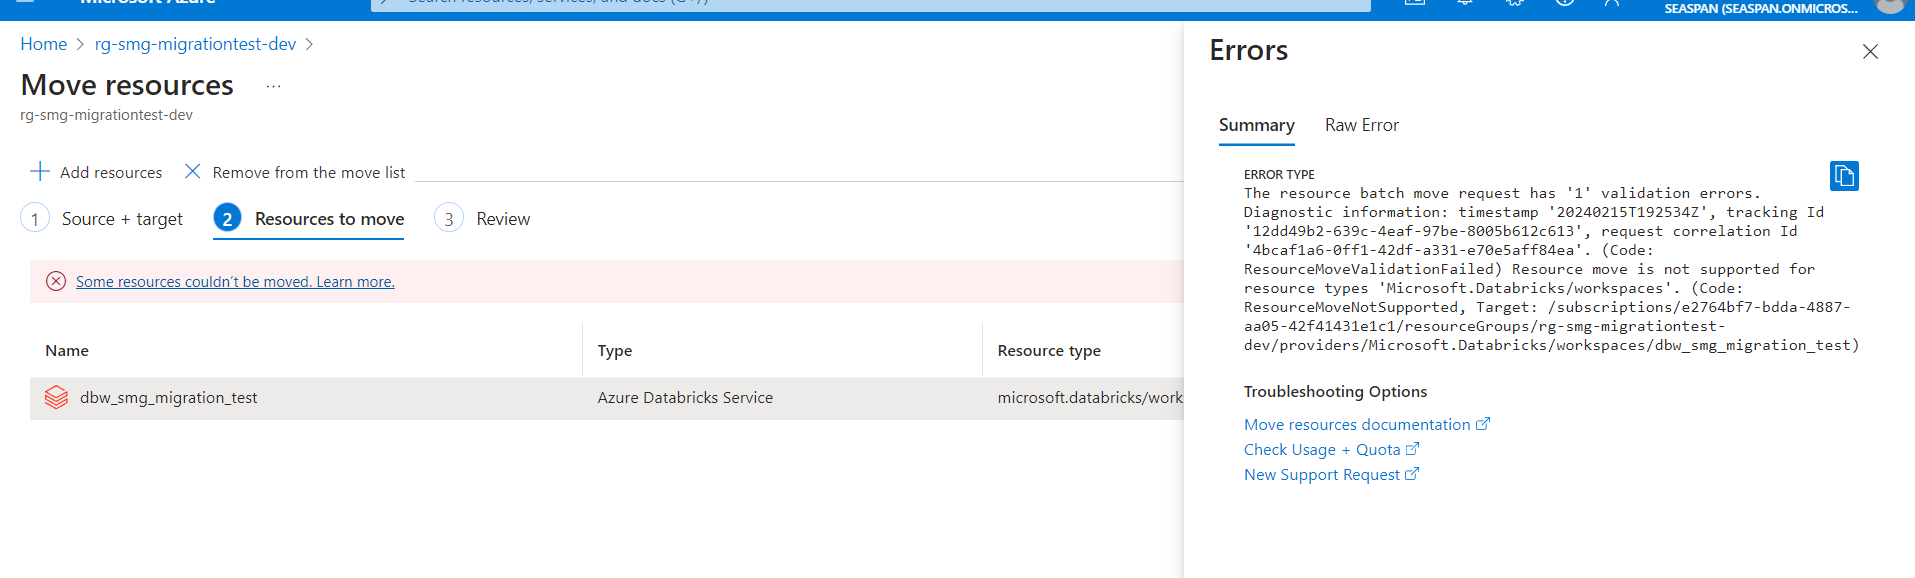 Microsoft Azure
Search resources, services, and docs (G+/)
SEASPAN (SEASPAN.ONMICROS...
Home > rg-smg-migrationtest-dev >
Move resources ...
rg-smg-migrationtest-dev
Add resources
Remove from the move list
1 Source + target
2 Resources to move
3 Review
Some resources couldn't be moved. Learn more.
Name Type Resource type
dbw_smg_migration_test Azure Databricks Service microsoft.databricks/work
Errors
Summary Raw Error
ERROR TYPE
The resource batch move request has '1' validation errors.
Diagnostic information: timestamp '20240215T192534Z', tracking Id
'12dd49b2-639c-4eaf-97be-8005b612c613', request correlation Id
'4bcaf1a6-0ff1-42df-a331-e70e5aff84ea'. (Code:
ResourceMoveValidationFailed) Resource move is not supported for
resource types 'Microsoft.Databricks/workspaces'. (Code:
ResourceMoveNotSupported, Target: /subscriptions/e2764bf7-bdda-4887-
aa05-42f41431e1c1/resourceGroups/rg-smg-migrationtest-
dev/providers/Microsoft.Databricks/workspaces/dbw_smg_migration_test)
Troubleshooting Options
Move resources documentation
Check Usage + Quota
New Support Request